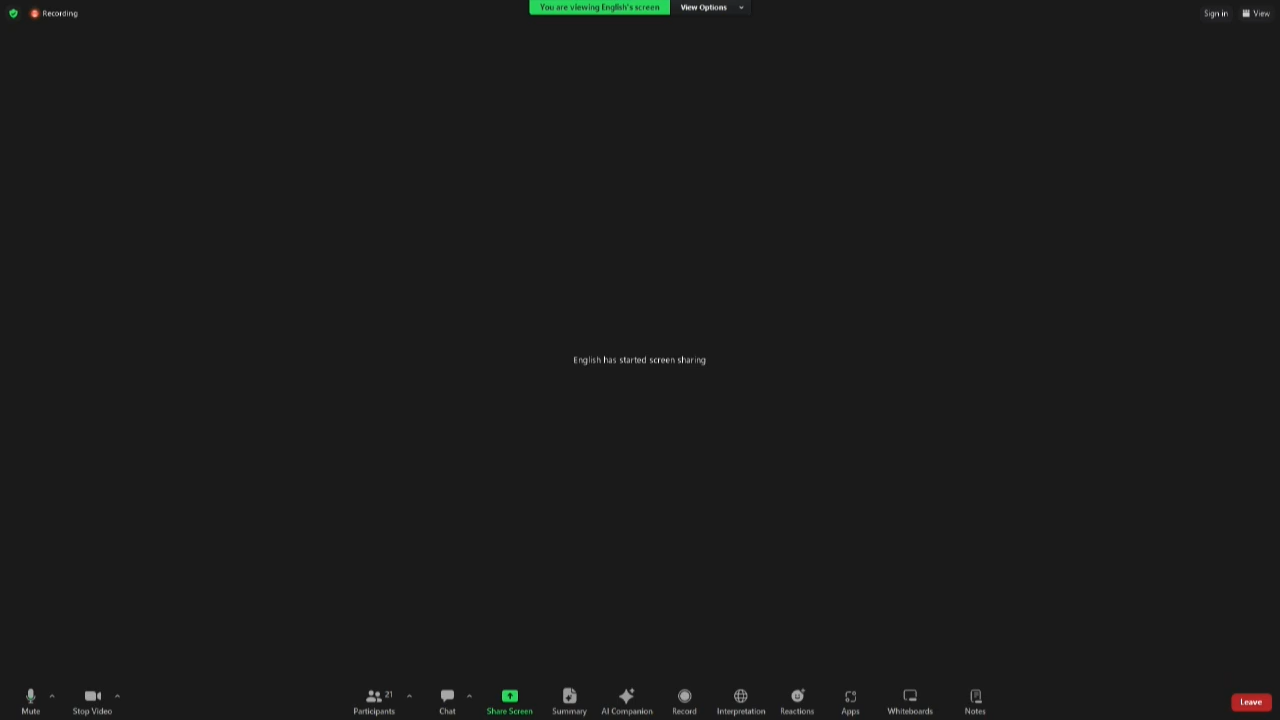 Recording
You are viewing English's screen
View Options
Sign in
View
English has started screen sharing
Mute
Stop Video
Participants
21
Chat
Share Screen
Summary
AI Companion
Record
Interpretation
Reactions
Apps
Whiteboards
Notes
Leave